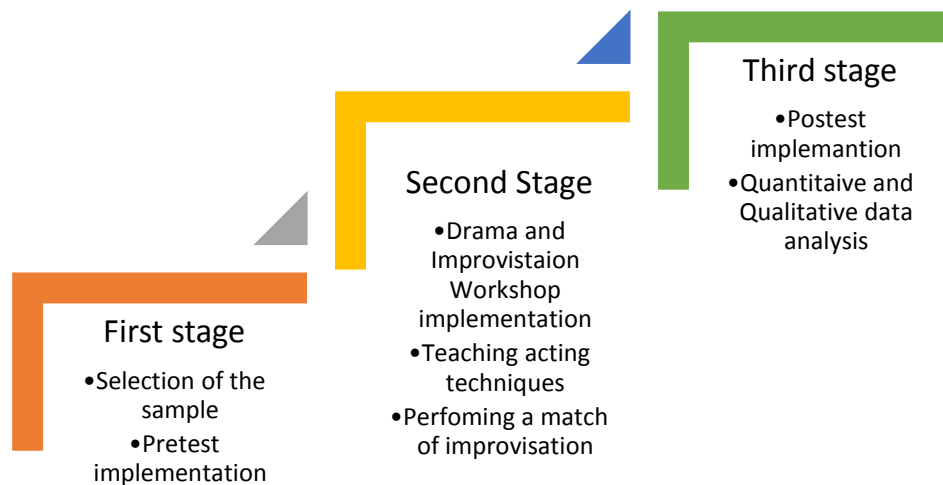 First stage
•Selection of the
sample
•Pretest
implementation
Second Stage
•Drama and
Improvistaion
Workshop
implementation
•Teaching acting
techniques
•Perfoming a match
of improvisation
Third stage
•Postest
implemantion
•Quantitaive and
Qualitative data
analysis